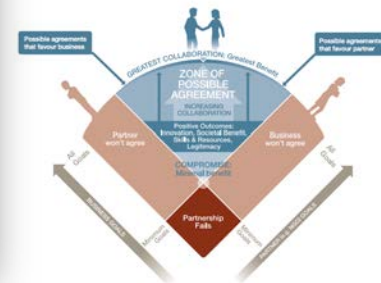 Possible agreements
that favour business
Possible agreements
that favour partner
GREATEST COLLABORATION: Greatest Benefit
ZONE OF
POSSIBLE
AGREEMENT
INCREASING
COLLABORATION
Positive Outcomes:
Innovation, Societal Benefit,
Skills & Resources,
Legitimacy
Partner
won't agree
Business
won't agree
COMPROMISE:
Minimal benefit
All
Goals
All
Goals
Partnership
Fails
Minimum
Goals
Minimum
Goals
BUSINESS GOALS
GOALS